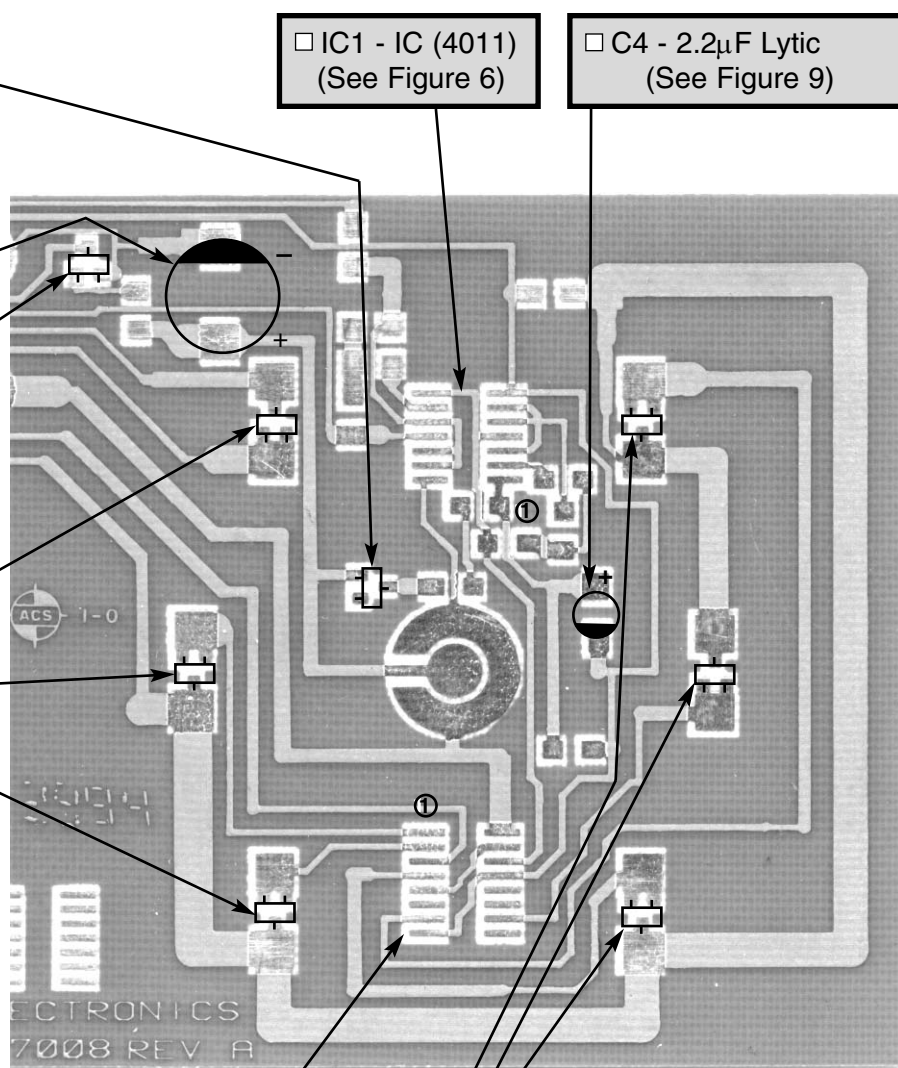 □ IC1 - IC (4011)
(See Figure 6)
□ C4 - 2.2μF Lytic
(See Figure 9)
−
+
①
+
ACS 1-0
①
ECTRONICS
7008 REV A